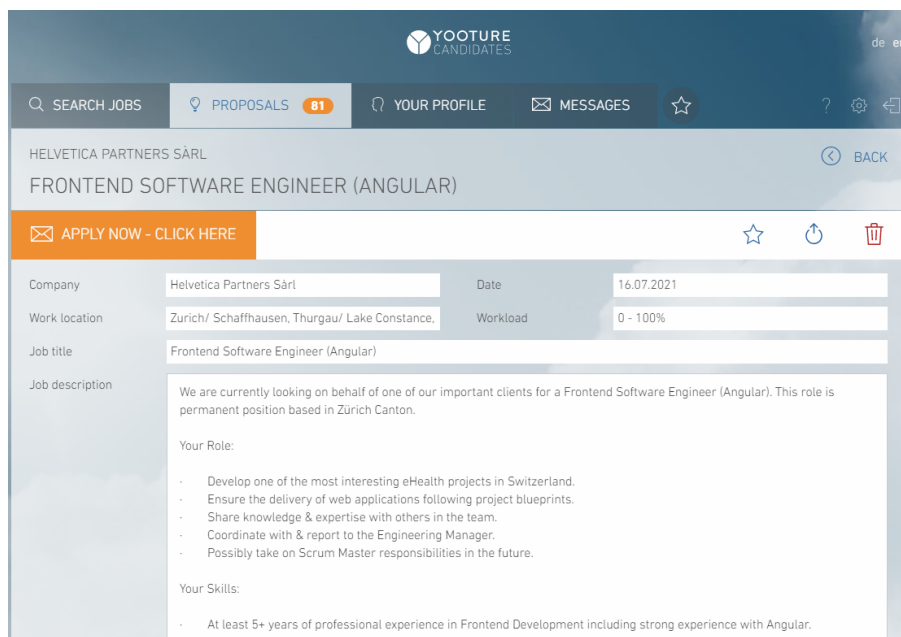 YOOTURE
CANDIDATES
de en
SEARCH JOBS
PROPOSALS 81
YOUR PROFILE
MESSAGES
?
HELVETICA PARTNERS SÀRL
BACK
FRONTEND SOFTWARE ENGINEER (ANGULAR)
APPLY NOW - CLICK HERE
Company Helvetica Partners Sàrl Date 16.07.2021
Work location Zurich/ Schaffhausen, Thurgau/ Lake Constance, Workload 0 - 100%
Job title Frontend Software Engineer (Angular)
Job description
We are currently looking on behalf of one of our important clients for a Frontend Software Engineer (Angular). This role is
permanent position based in Zürich Canton.
Your Role:
· Develop one of the most interesting eHealth projects in Switzerland.
· Ensure the delivery of web applications following project blueprints.
· Share knowledge & expertise with others in the team.
· Coordinate with & report to the Engineering Manager.
· Possibly take on Scrum Master responsibilities in the future.
Your Skills:
· At least 5+ years of professional experience in Frontend Development including strong experience with Angular.